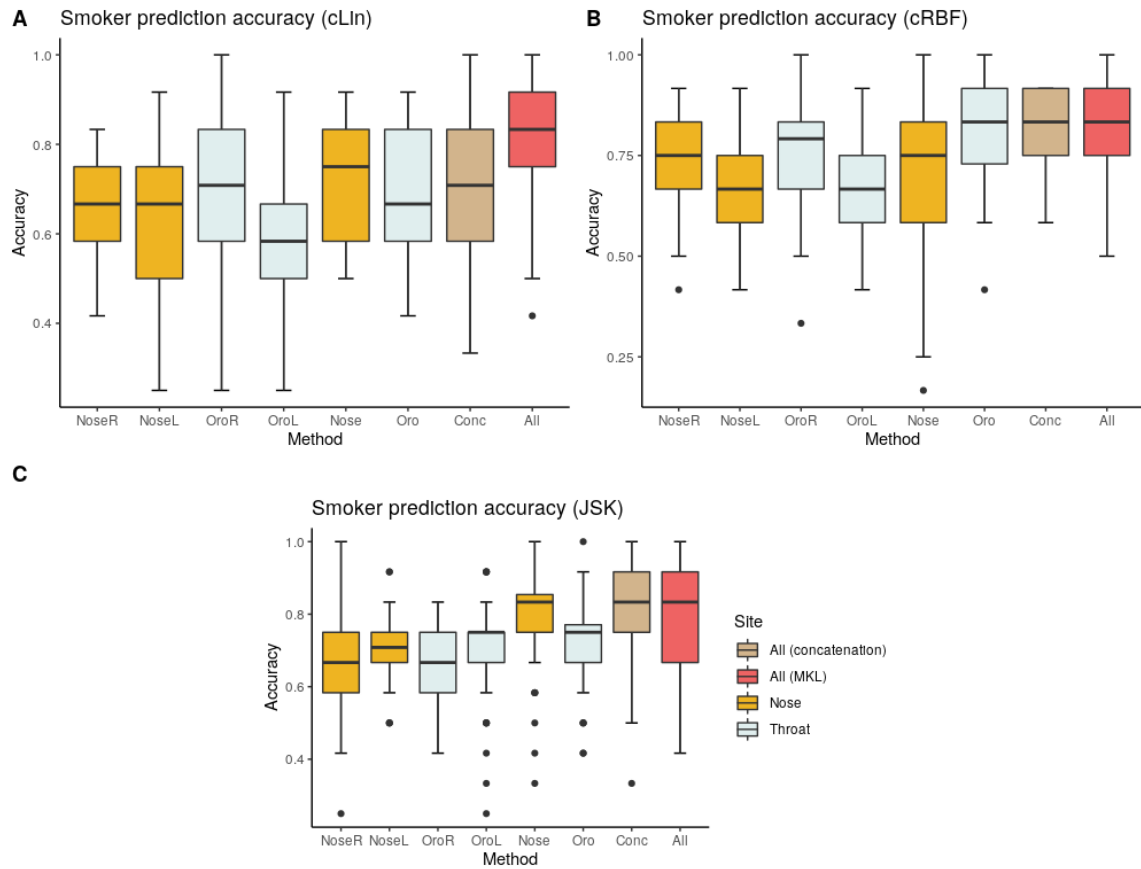 A
Smoker prediction accuracy (cLin)
1.0
0.8
0.6
0.4
Accuracy
NoseR NoseL OroR OroL Nose Oro Conc All
Method
B
Smoker prediction accuracy (cRBF)
1.00
0.75
0.50
0.25
Accuracy
NoseR NoseL OroR OroL Nose Oro Conc All
Method
C
Smoker prediction accuracy (JSK)
1.0
0.8
0.6
0.4
Accuracy
NoseR NoseL OroR OroL Nose Oro Conc All
Method
Site
All (concatenation)
All (MKL)
Nose
Throat